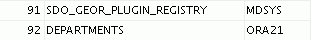 91 SDO_GEOR_PLUGIN_REGISTRY MDSYS
92 DEPARTMENTS ORA21